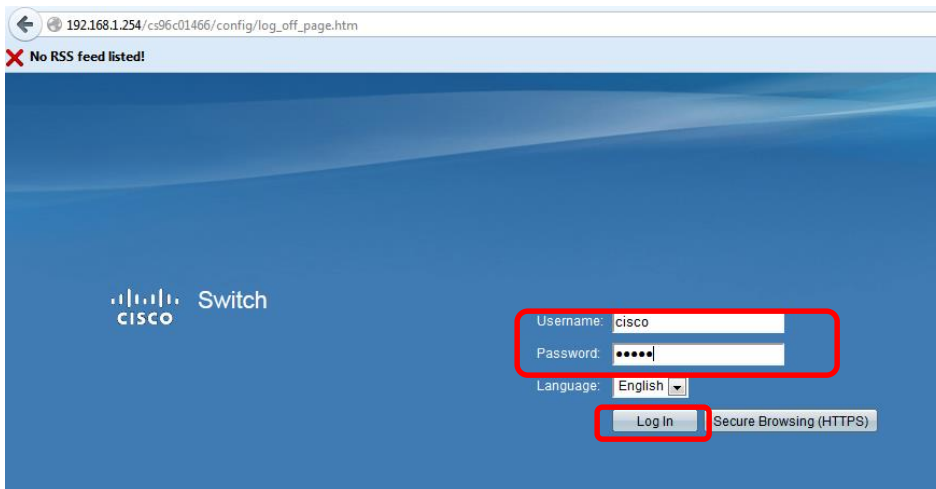 192.168.1.254/cs96c01466/config/log_off_page.htm
No RSS feed listed!
CISCO
Switch
Username: cisco
Password: •••••
Language: English
Log In
Secure Browsing (HTTPS)